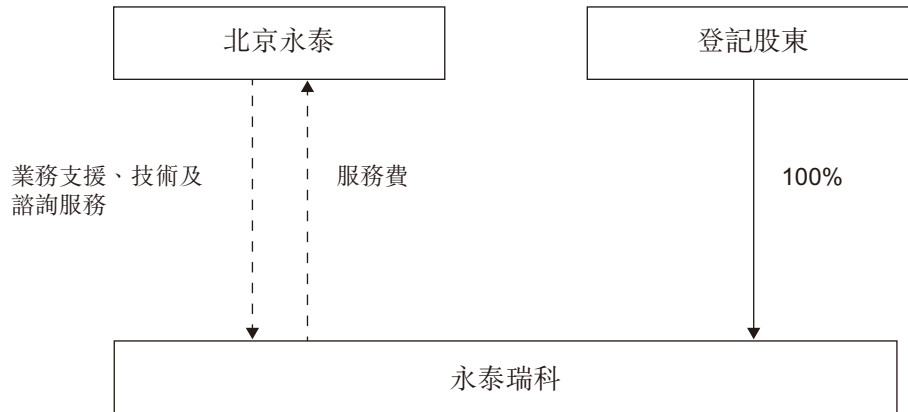 北京永泰
登記股東
業務支援、技術及
諮詢服務
服務費
100%
永泰瑞科